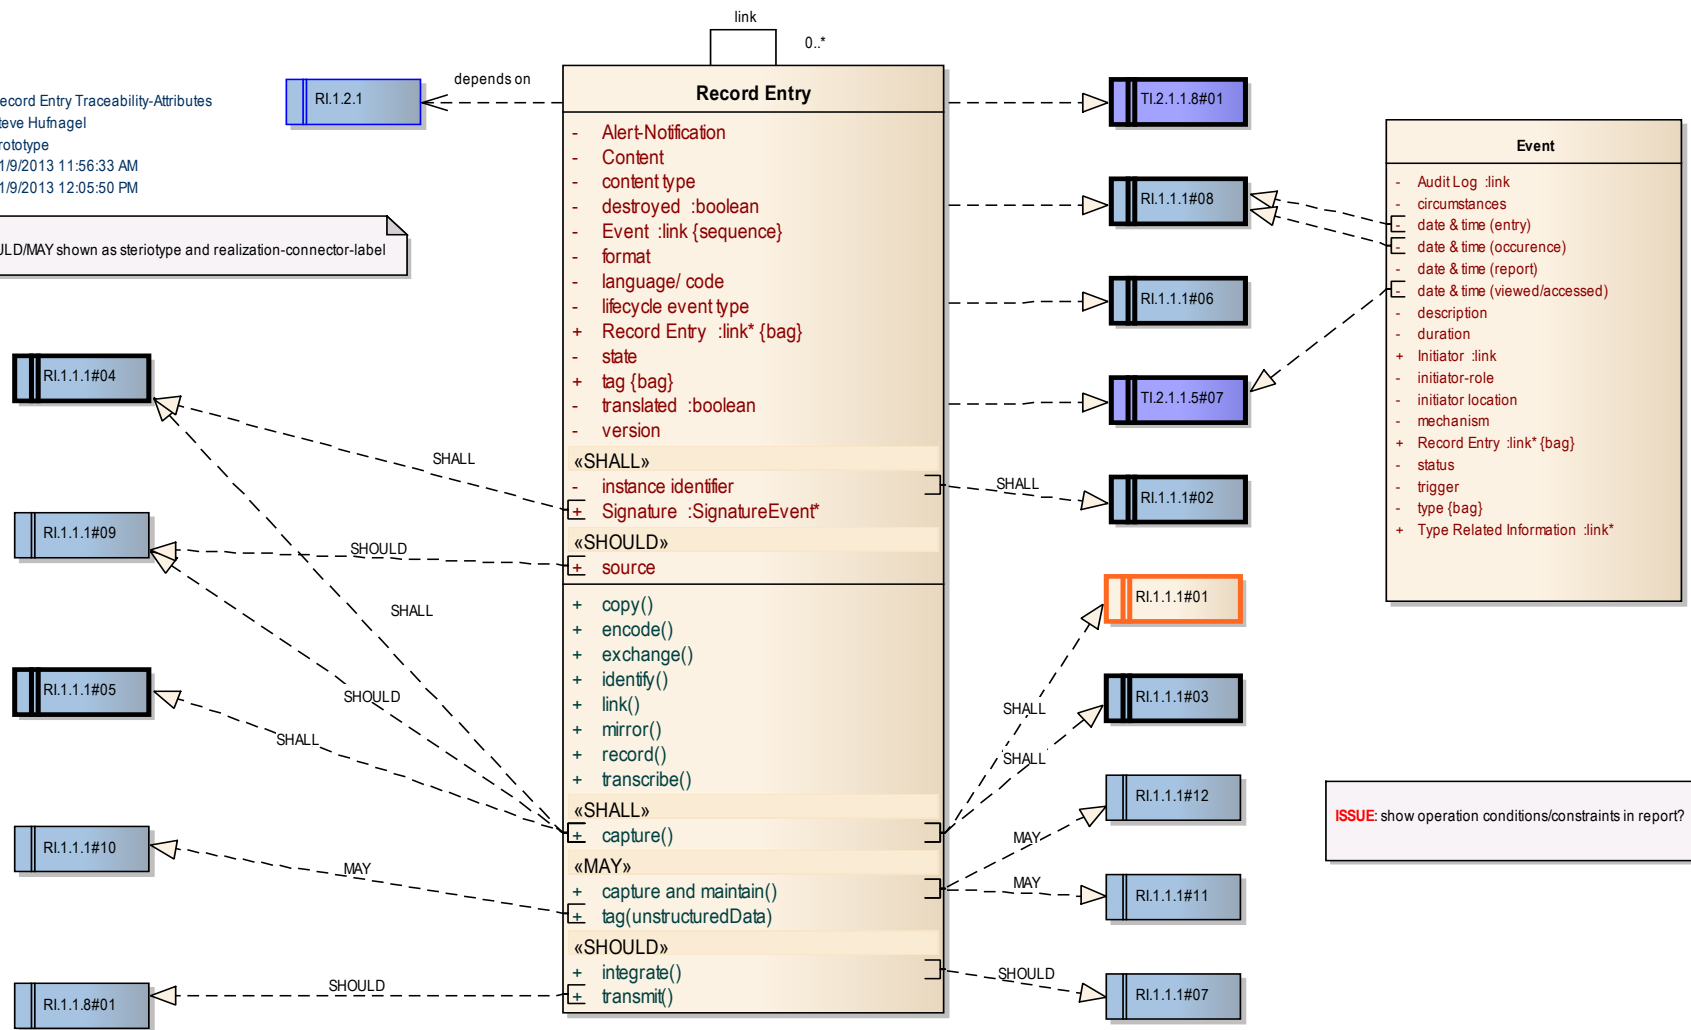 link
0..*
depends on
RI.1.2.1
ecord Entry Traceability-Attributes
teve Hufnagel
rototype
1/9/2013 11:56:33 AM
1/9/2013 12:05:50 PM
ULD/MAY shown as steriotype and realization-connector-label
RI.1.1.1#04
RI.1.1.1#09
RI.1.1.1#05
RI.1.1.1#10
RI.1.1.8#01
SHALL
SHOULD
SHALL
SHOULD
SHALL
MAY
SHOULD
Record Entry
- Alert-Notification
- Content
- content type
- destroyed :boolean
- Event :link {sequence}
- format
- language/ code
- lifecycle event type
+ Record Entry :link* {bag}
- state
+ tag {bag}
- translated :boolean
- version
«SHALL»
- instance identifier
+ Signature :SignatureEvent*
«SHOULD»
+ source
+ copy()
+ encode()
+ exchange()
+ identify()
+ link()
+ mirror()
+ record()
+ transcribe()
«SHALL»
+ capture()
«MAY»
+ capture and maintain()
+ tag(unstructuredData)
«SHOULD»
+ integrate()
+ transmit()
SHALL
SHALL
SHALL
MAY
MAY
SHOULD
TI.2.1.1.8#01
RI.1.1.1#08
RI.1.1.1#06
TI.2.1.1.5#07
RI.1.1.1#02
RI.1.1.1#01
RI.1.1.1#03
RI.1.1.1#12
RI.1.1.1#11
RI.1.1.1#07
Event
- Audit Log :link
- circumstances
- date & time (entry)
- date & time (occurence)
- date & time (report)
- date & time (viewed/accessed)
- description
- duration
+ Initiator :link
- initiator-role
- initiator location
- mechanism
+ Record Entry :link* {bag}
- status
- trigger
- type {bag}
+ Type Related Information :link*
ISSUE: show operation conditions/constraints in report?